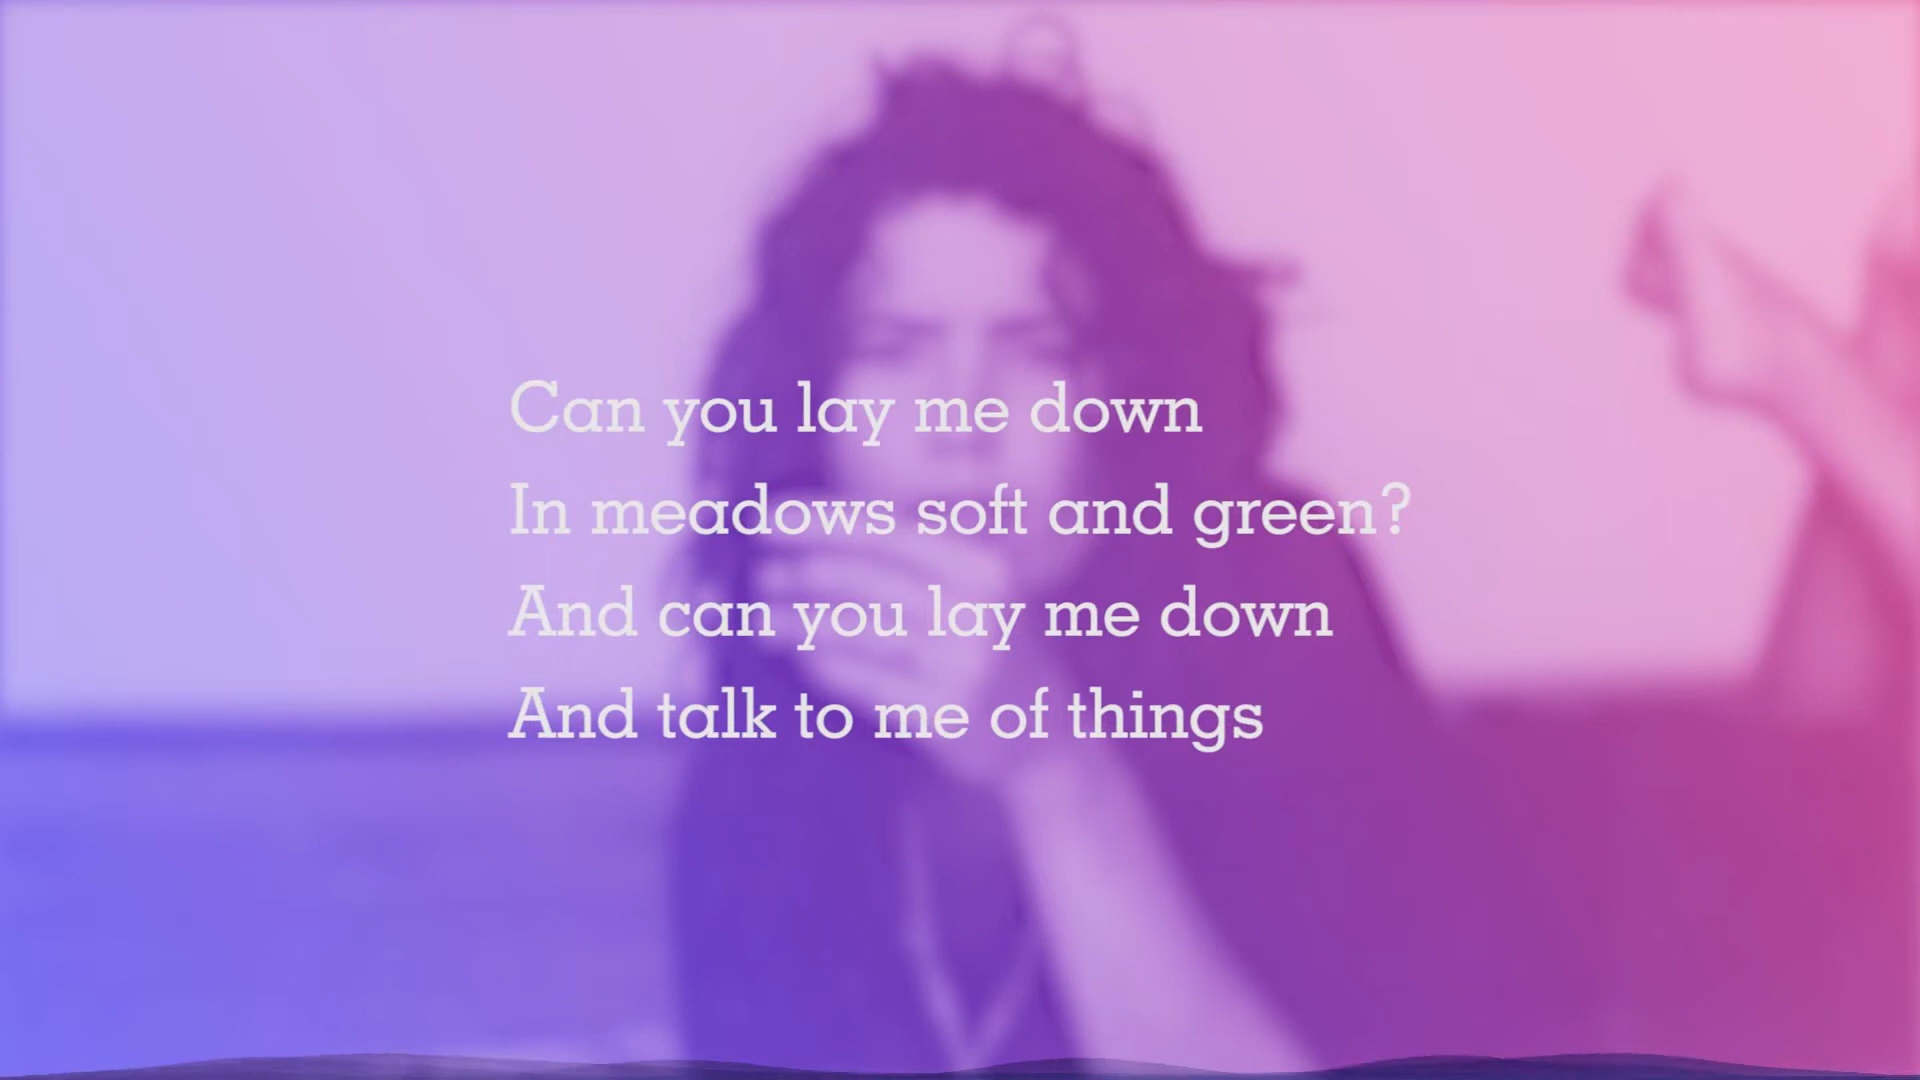 Can you lay me down
In meadows soft and green?
And can you lay me down
And talk to me of things